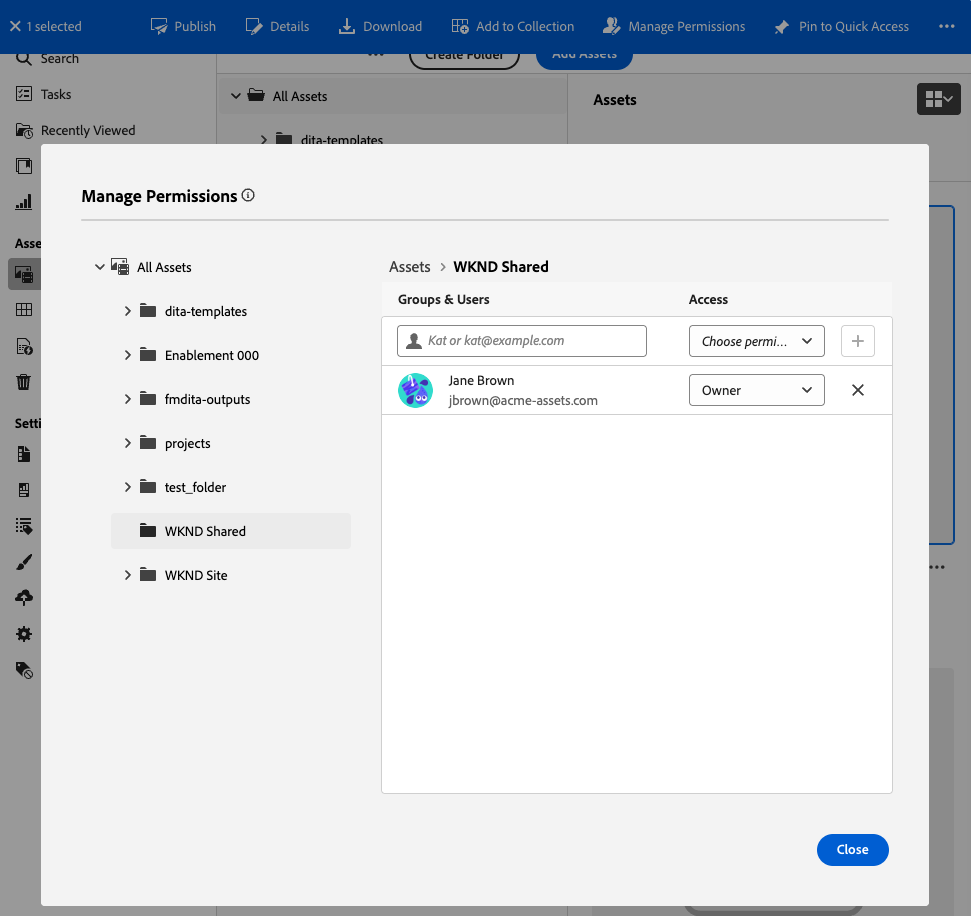 1 selected
Publish
Details
Download
Add to Collection
Manage Permissions
Pin to Quick Access
Search
Create Folder
Add Assets
Tasks
All Assets
Assets
Recently Viewed
dita-templates
Manage Permissions
Asse
Setti
All Assets
dita-templates
Enablement 000
fmdita-outputs
projects
test_folder
WKND Shared
WKND Site
Assets > WKND Shared
Groups & Users
Access
Kat or kat@example.com
Choose permi...
Jane Brown
jbrown@acme-assets.com
Owner
Close